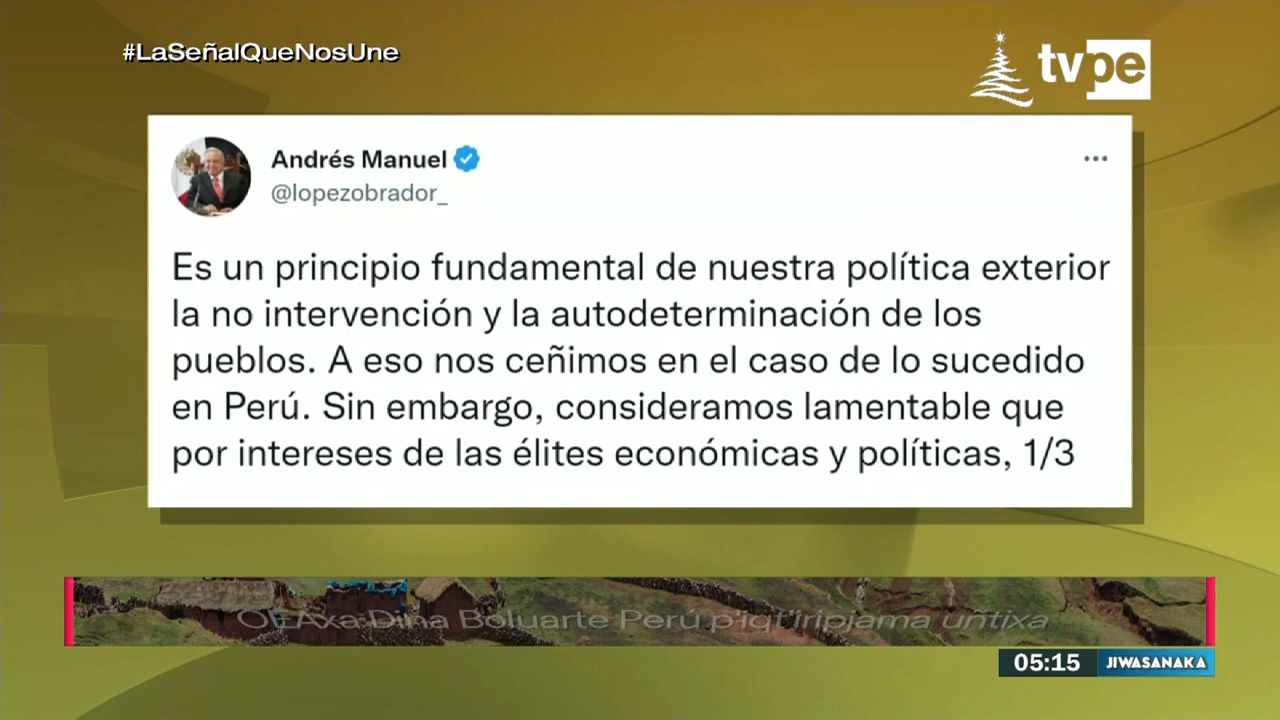 #LaSeñalQueNosUne
tvpe
Andrés Manuel
@lopezobrador_
Es un principio fundamental de nuestra política exterior
la no intervención y la autodeterminación de los
pueblos. A eso nos ceñimos en el caso de lo sucedido
en Perú. Sin embargo, consideramos lamentable que
por intereses de las élites económicas y políticas, 1/3
OEAxa Dina Boluarte Perú p'iqt'iripjama uñtixa
05:15 JIWASANAKA